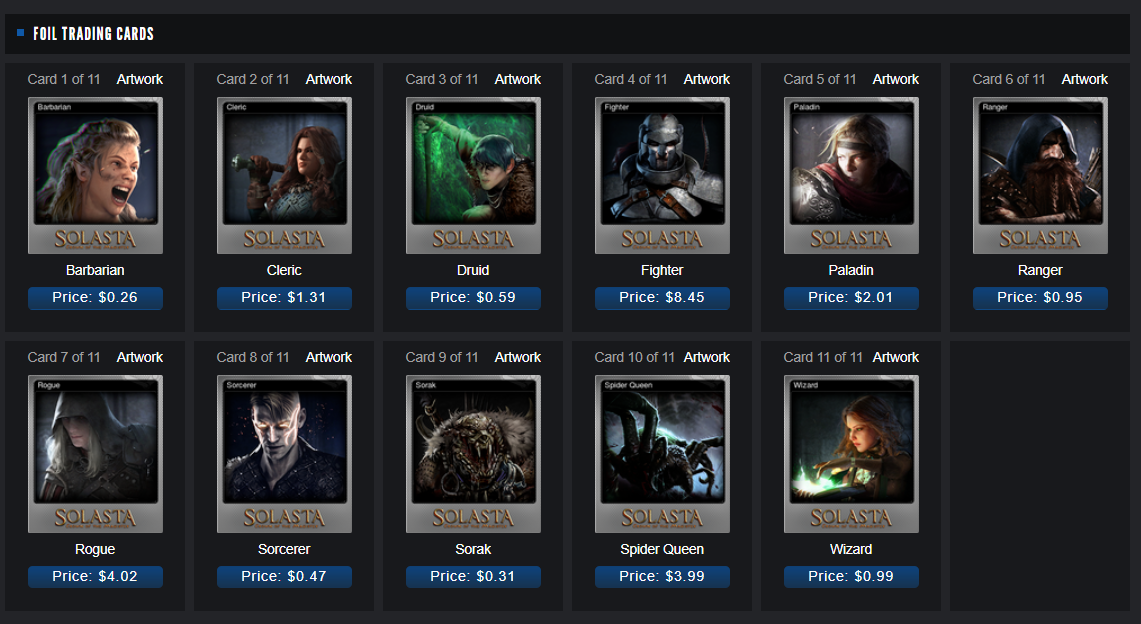 FOIL TRADING CARDS
Card 1 of 11 Artwork
Barbarian
SOLASTA
Barbarian
Price: $0.26
Card 2 of 11 Artwork
Cleric
SOLASTA
Cleric
Price: $1.31
Card 3 of 11 Artwork
Druid
SOLASTA
Druid
Price: $0.59
Card 4 of 11 Artwork
Fighter
SOLASTA
Fighter
Price: $8.45
Card 5 of 11 Artwork
Paladin
SOLASTA
Paladin
Price: $2.01
Card 6 of 11 Artwork
Ranger
SOLASTA
Ranger
Price: $0.95
Card 7 of 11 Artwork
Rogue
SOLASTA
Rogue
Price: $4.02
Card 8 of 11 Artwork
Sorcerer
SOLASTA
Sorcerer
Price: $0.47
Card 9 of 11 Artwork
Sorak
SOLASTA
Sorak
Price: $0.31
Card 10 of 11 Artwork
Spider Queen
SOLASTA
Spider Queen
Price: $3.99
Card 11 of 11 Artwork
Wizard
SOLASTA
Wizard
Price: $0.99